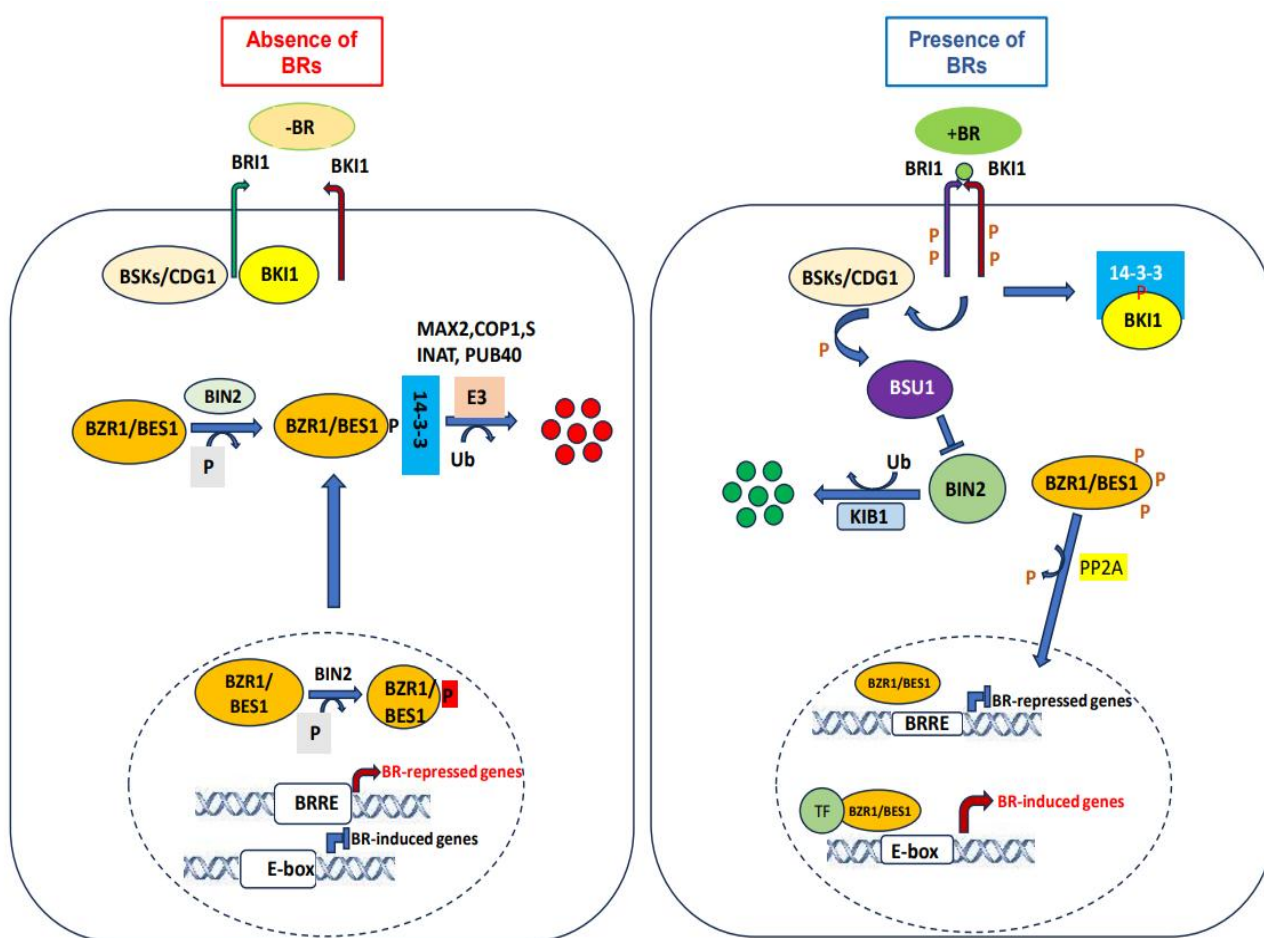 Absence of
BRs
-BR
BRI1
BKI1
BSKs/CDG1
BKI1
MAX2,COP1,S
INAT, PUB40
BIN2
E3
BZR1/BES1
BZR1/BES1
P
14-3-3
P
Ub
BZR1/
BES1
BIN2
BZR1/
BES1
P
P
BR-repressed genes
BRRE
BR-induced genes
E-box
Presence of
BRs
+BR
BRI1
BKI1
P
P
P
P
BSKs/CDG1
14-3-3
P
BKI1
P
BSU1
Ub
BIN2
KIB1
BZR1/BES1
P
P
P
P
PP2A
BZR1/BES1
BR-repressed genes
BRRE
TF
BZR1/BES1
BR-induced genes
E-box